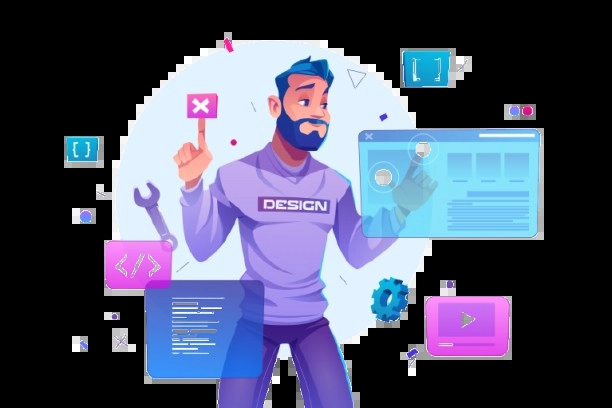 [ ]
{ }
DESIGN
</>